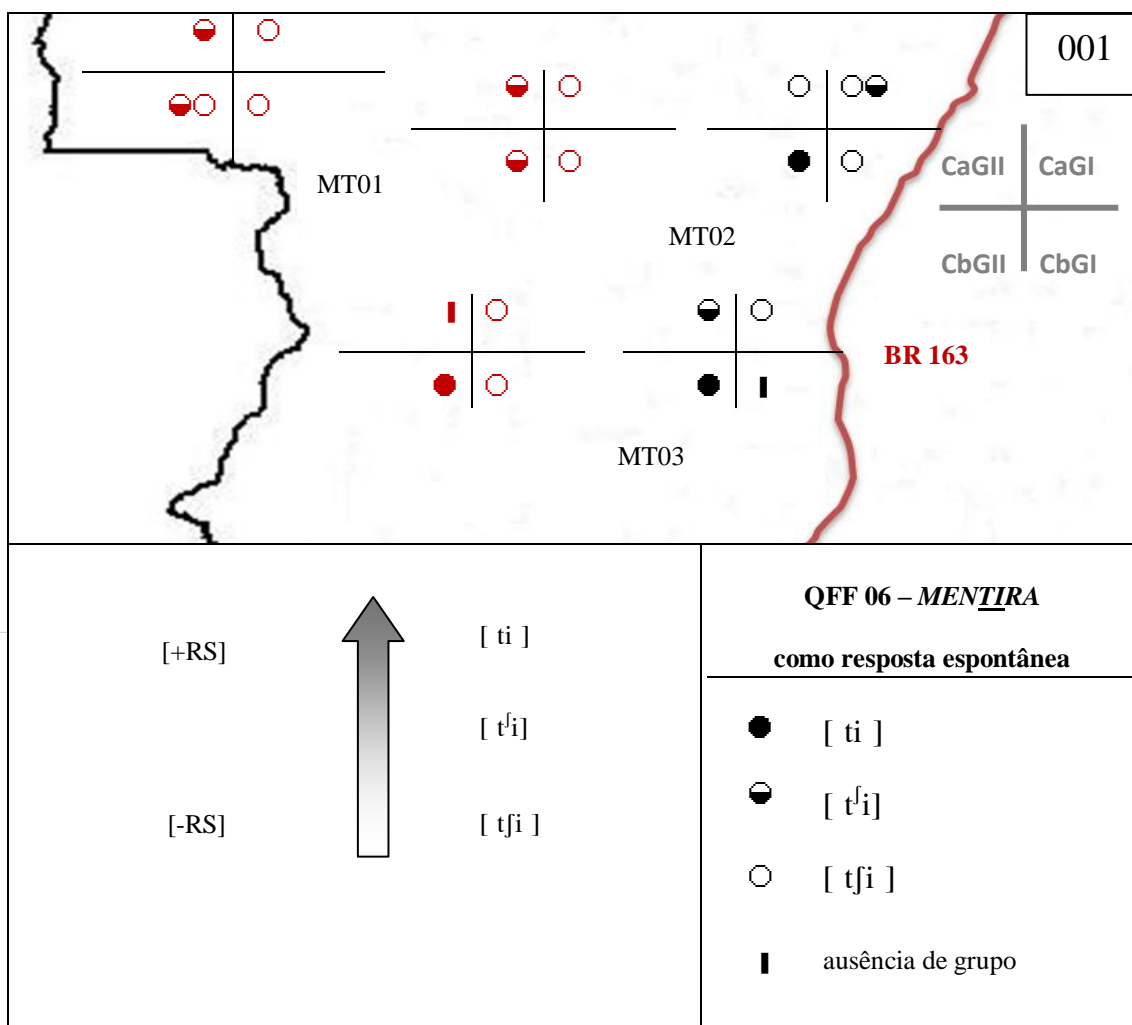 001
CaGII CaGI
MT01
MT02
CbGII CbGI
BR 163
MT03
QFF 06 – MENTIRA
como resposta espontânea
[+RS] [ ti ]
[ tᶴi]
[-RS] [ tʃi ]
[ ti ]
[ tᶴi]
[ tʃi ]
ausência de grupo